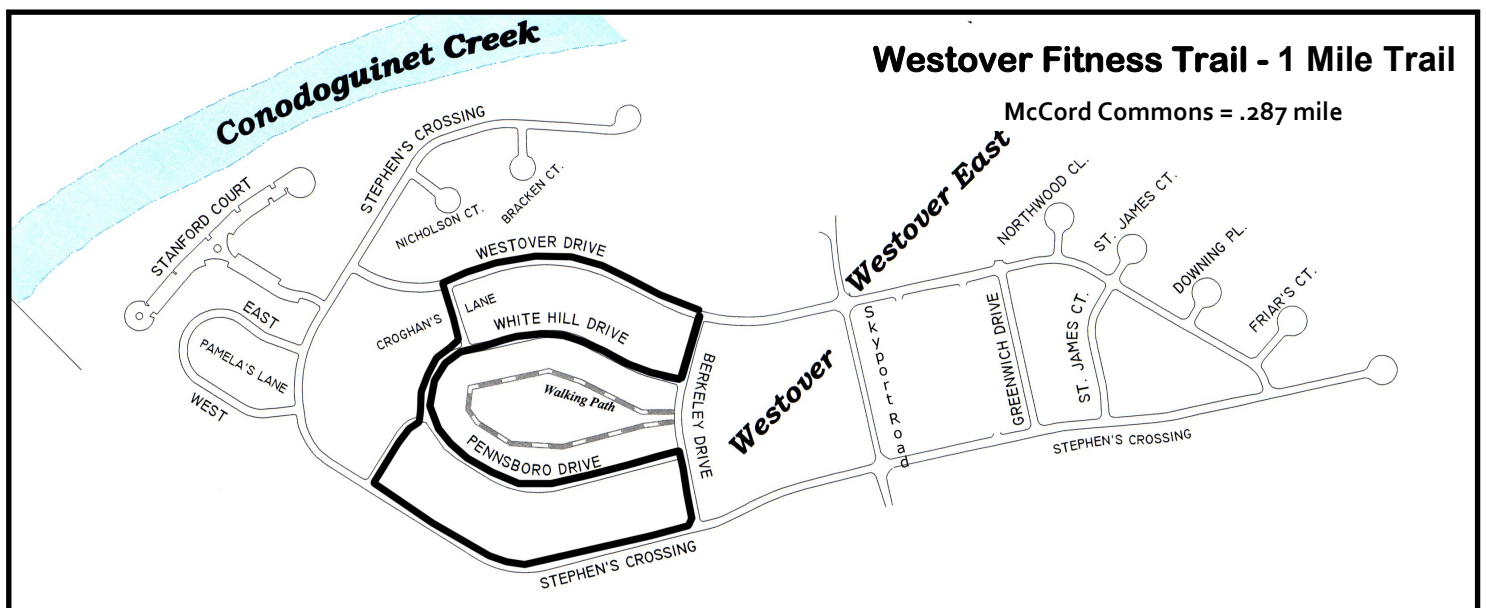 Conodoguinet Creek
Westover Fitness Trail - 1 Mile Trail
McCord Commons = .287 mile
STEPHEN'S CROSSING
BRACKEN CT.
NICHOLSON CT.
STANFORD COURT
WESTOVER DRIVE
Westover East
NORTHWOOD CL.
ST. JAMES CT.
DOWNING PL.
FRIAR'S CT.
EAST
PAMELA'S LANE
WEST
CROGHAN'S LANE
WHITE HILL DRIVE
Walking Path
PENNSBORO DRIVE
BERKELEY DRIVE
Westover
Skyport Road
GREENWICH DRIVE
ST. JAMES CT.
STEPHEN'S CROSSING
STEPHEN'S CROSSING